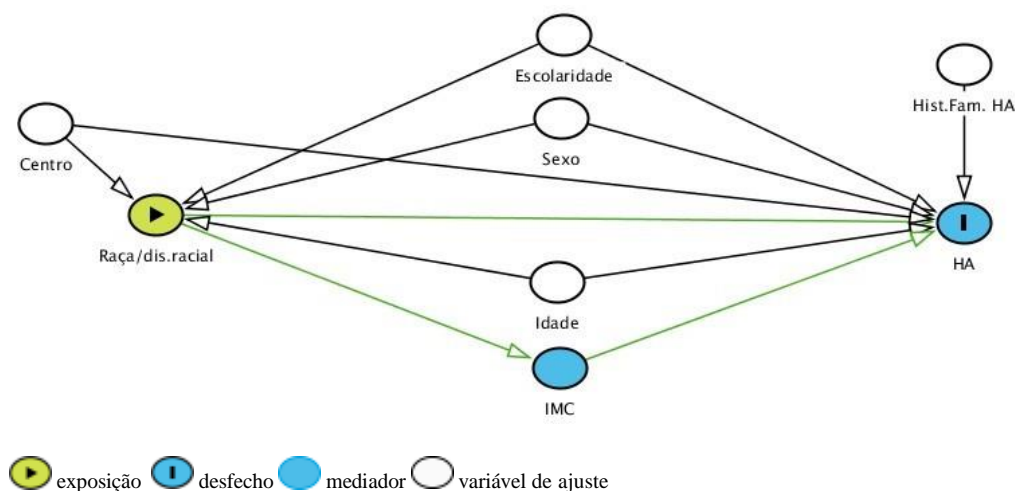 Escolaridade
Hist.Fam. HA
Centro
Sexo
Raça/dis.racial
HA
Idade
IMC
exposição desfecho mediador variável de ajuste